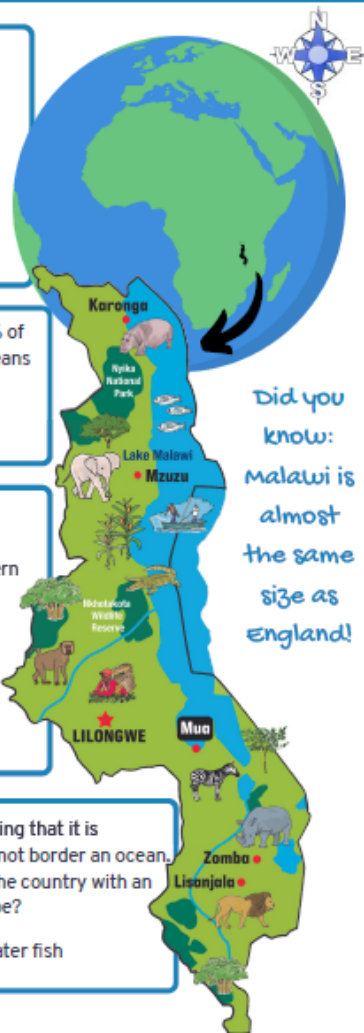 N
W E
S
% of
eans
ern
ing that it is
not border an ocean.
he country with an
be?
ater fish
Karonga
Nyika
National
Park
Lake Malawi
Mzuzu
Nkhotakota
Wildlife
Reserve
LILONGWE
Mua
Zomba
Lisanjala
Did you
know:
Malawi is
almost
the same
size as
England!